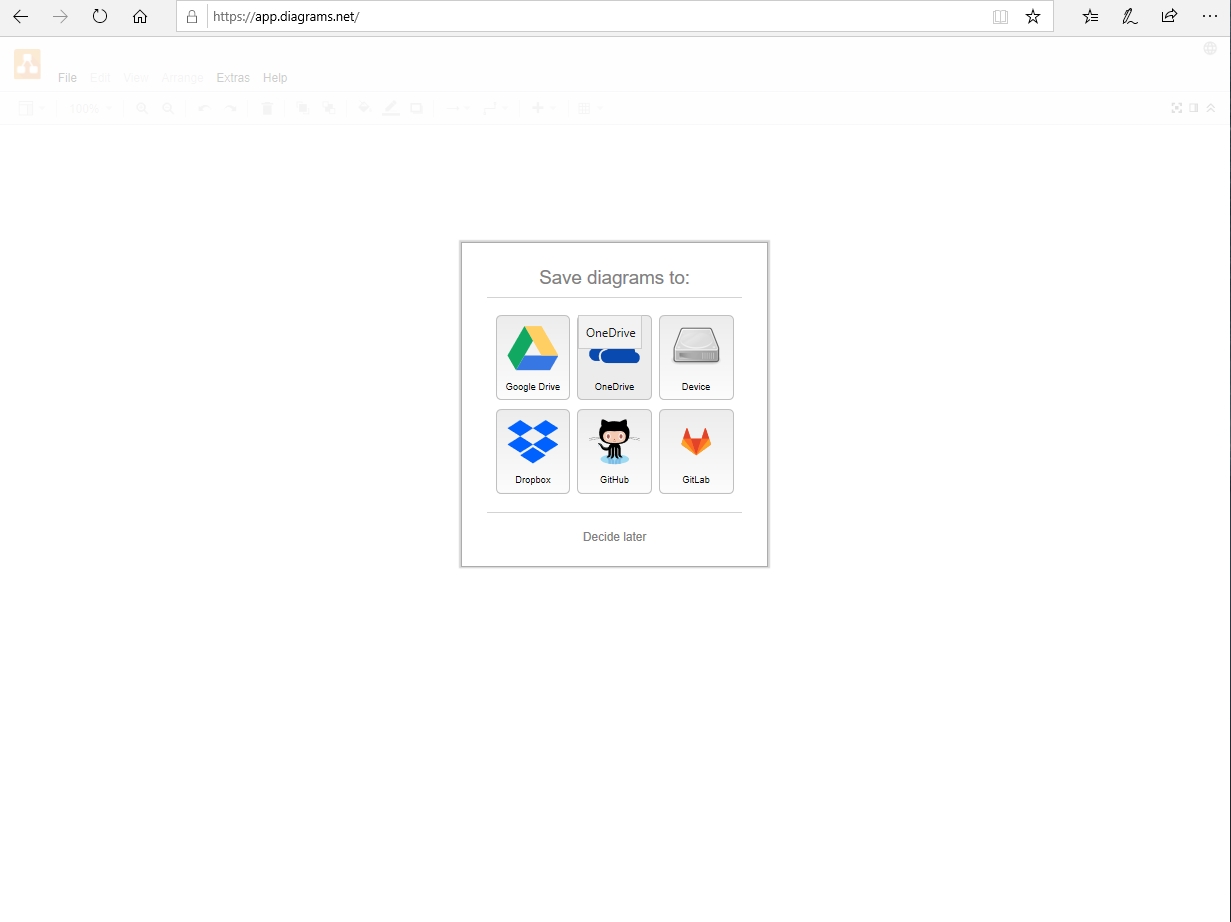 https://app.diagrams.net/
File Edit View Arrange Extras Help
100%
Save diagrams to:
OneDrive
Google Drive OneDrive Device
Dropbox GitHub GitLab
Decide later